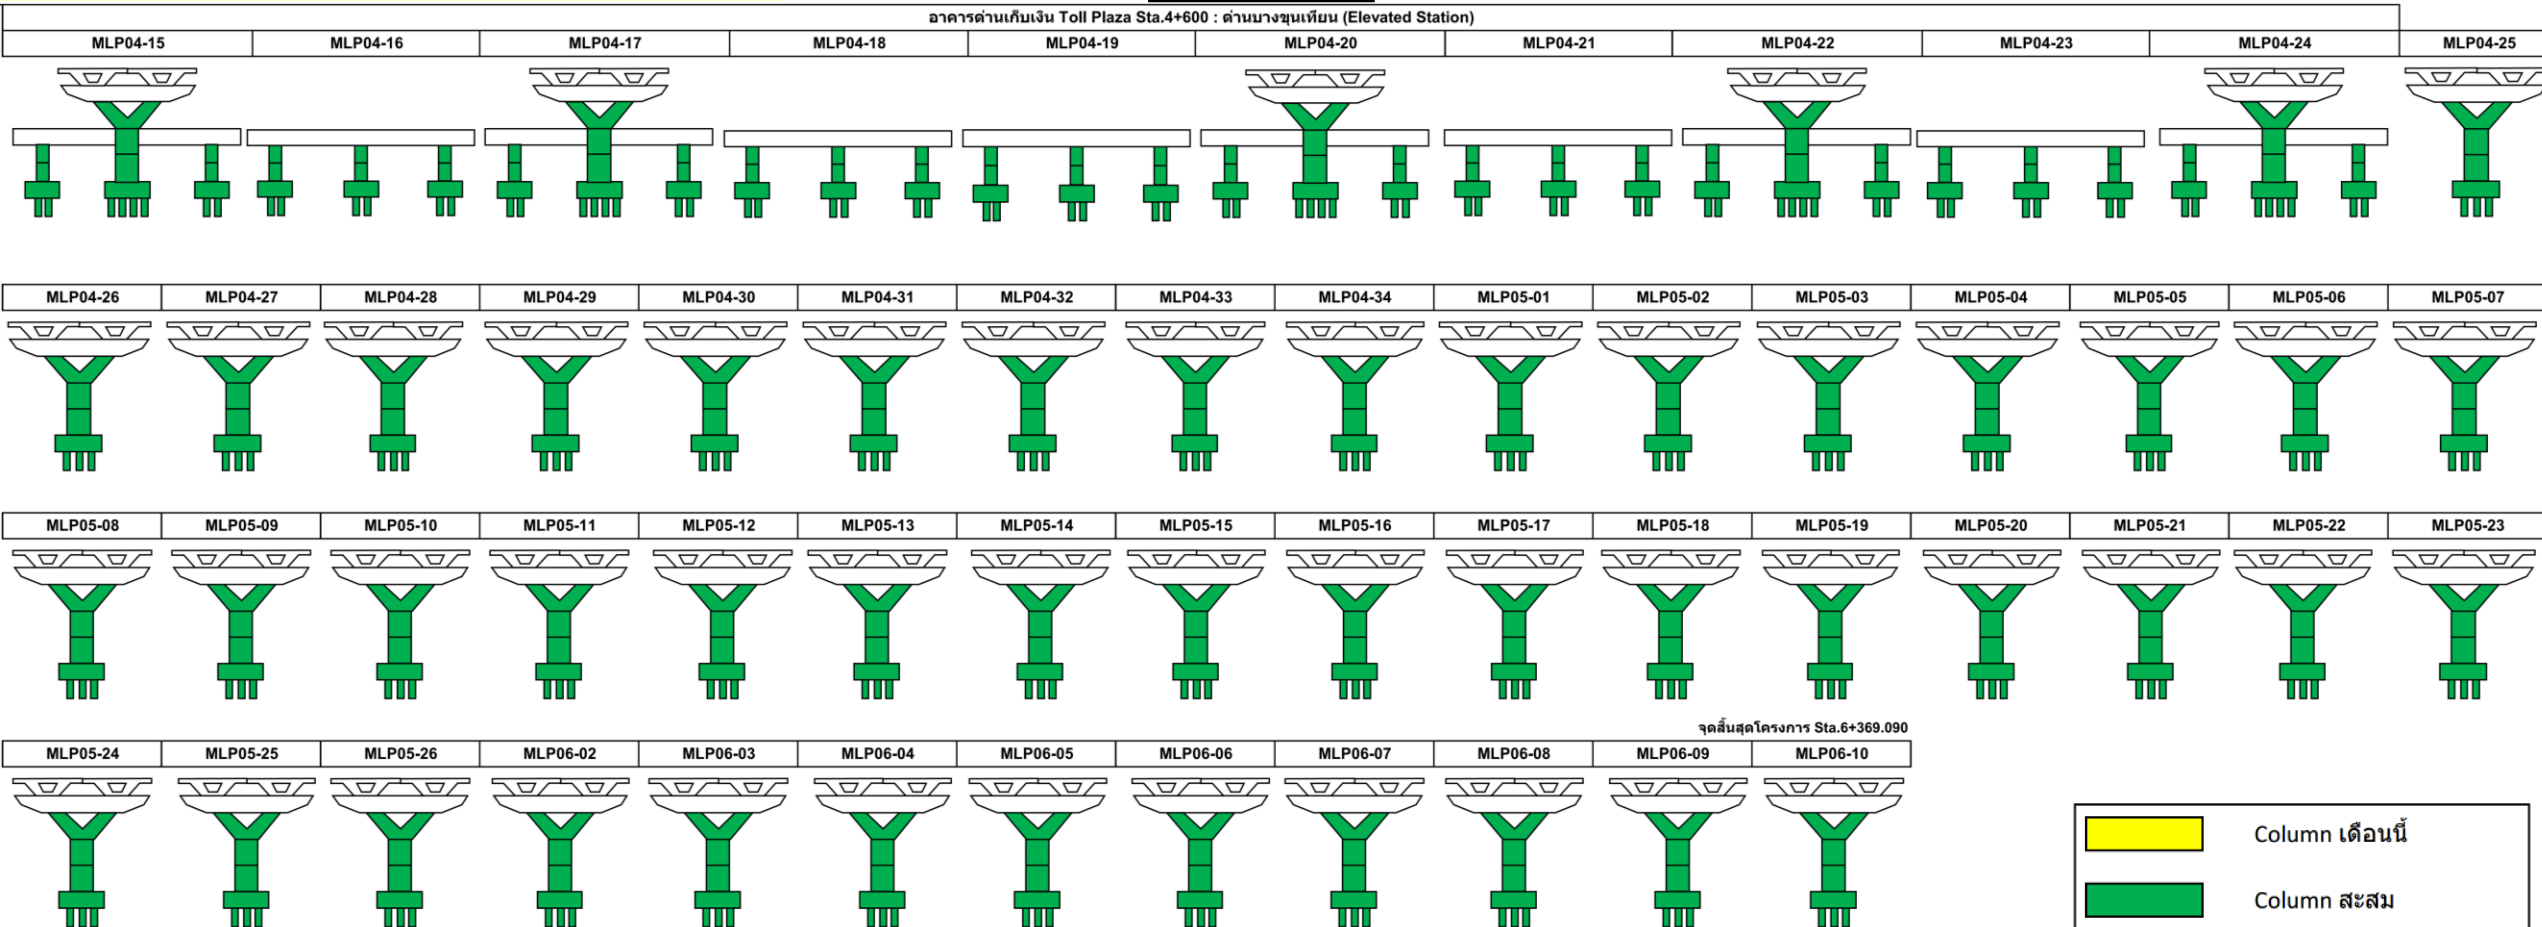 อาคารด่านเก็บเงิน Toll Plaza Sta.4+600 : ด่านบางขุนเทียน (Elevated Station)
MLP04-15 MLP04-16 MLP04-17 MLP04-18 MLP04-19 MLP04-20 MLP04-21 MLP04-22 MLP04-23 MLP04-24 MLP04-25
MLP04-26 MLP04-27 MLP04-28 MLP04-29 MLP04-30 MLP04-31 MLP04-32 MLP04-33 MLP04-34 MLP05-01 MLP05-02 MLP05-03 MLP05-04 MLP05-05 MLP05-06 MLP05-07
MLP05-08 MLP05-09 MLP05-10 MLP05-11 MLP05-12 MLP05-13 MLP05-14 MLP05-15 MLP05-16 MLP05-17 MLP05-18 MLP05-19 MLP05-20 MLP05-21 MLP05-22 MLP05-23
จุดสิ้นสุดโครงการ Sta.6+369.090
MLP05-24 MLP05-25 MLP05-26 MLP06-02 MLP06-03 MLP06-04 MLP06-05 MLP06-06 MLP06-07 MLP06-08 MLP06-09 MLP06-10
Column เดือนนี้
Column สะสม